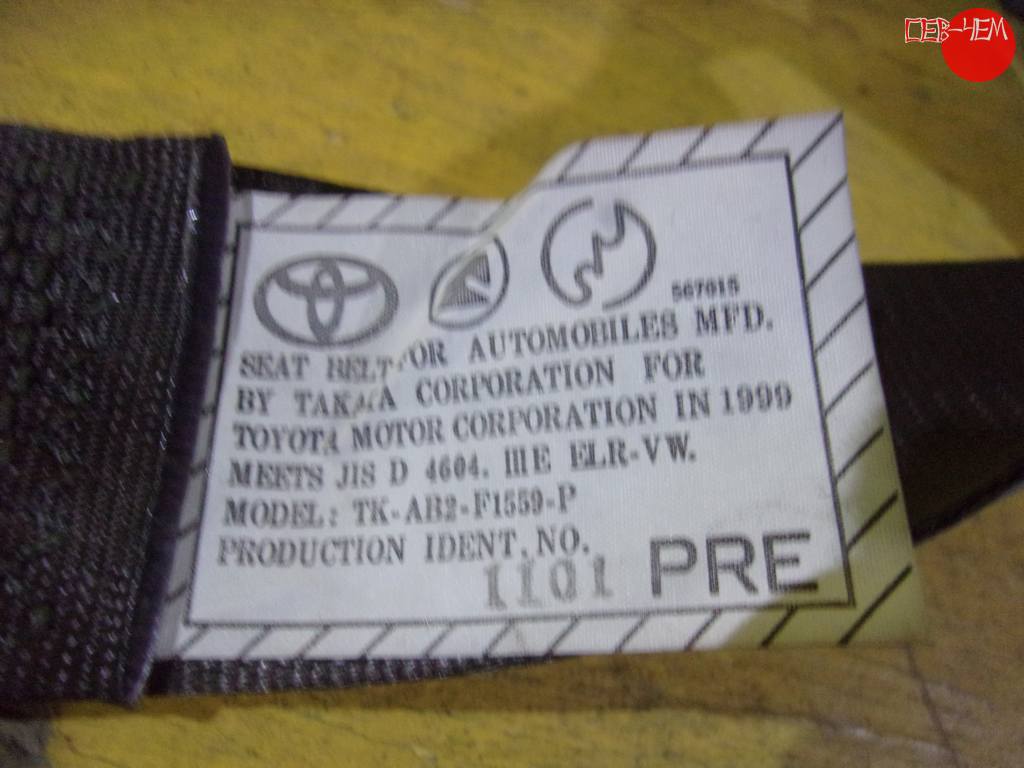 ПЕВ-ЧЕМ
567015
SEAT BELT FOR AUTOMOBILES MFD.
BY TAKATA CORPORATION FOR
TOYOTA MOTOR CORPORATION IN 1999
MEETS JIS D 4604. IIIE ELR-VW.
MODEL: TK-AB2-F1559-P
PRODUCTION IDENT. NO.
1101 PRE